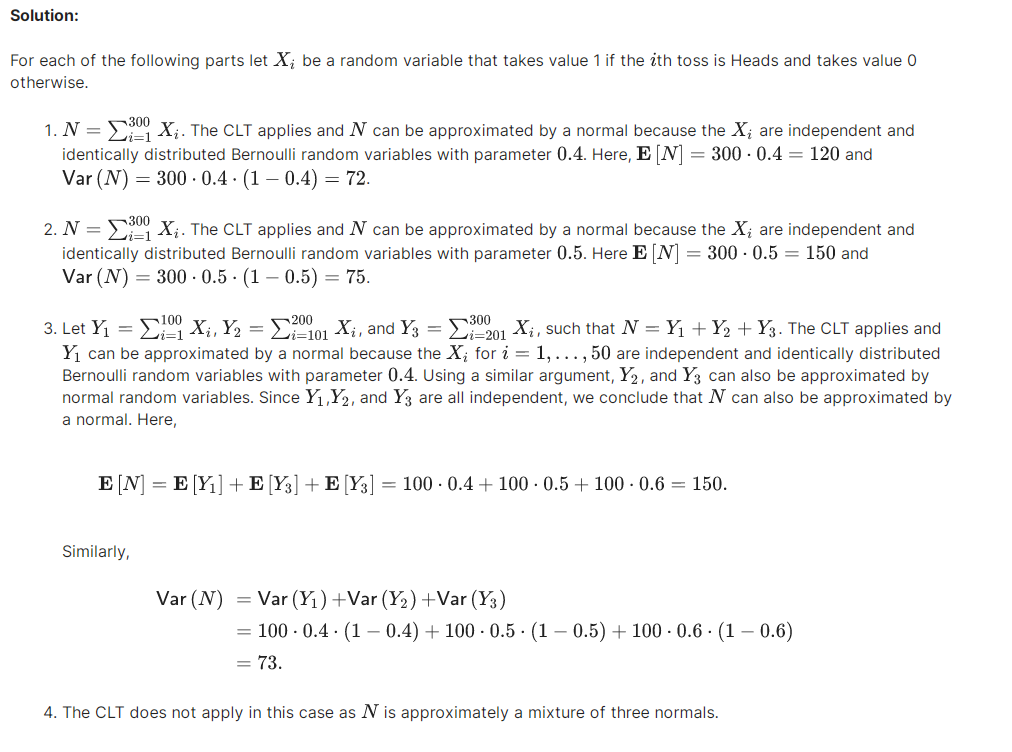 Solution:
For each of the following parts let $X_i$ be a random variable that takes value 1 if the $i$th toss is Heads and takes value 0
otherwise.
1. $N = \sum_{i=1}^{300} X_i$. The CLT applies and $N$ can be approximated by a normal because the $X_i$ are independent and
identically distributed Bernoulli random variables with parameter $0.4$. Here, $\mathbf{E}[N] = 300 \cdot 0.4 = 120$ and
$\mathsf{Var}(N) = 300 \cdot 0.4 \cdot (1 - 0.4) = 72$.
2. $N = \sum_{i=1}^{300} X_i$. The CLT applies and $N$ can be approximated by a normal because the $X_i$ are independent and
identically distributed Bernoulli random variables with parameter $0.5$. Here $\mathbf{E}[N] = 300 \cdot 0.5 = 150$ and
$\mathsf{Var}(N) = 300 \cdot 0.5 \cdot (1 - 0.5) = 75$.
3. Let $Y_1 = \sum_{i=1}^{100} X_i, Y_2 = \sum_{i=101}^{200} X_i$, and $Y_3 = \sum_{i=201}^{300} X_i$, such that $N = Y_1 + Y_2 + Y_3$. The CLT applies and
$Y_1$ can be approximated by a normal because the $X_i$ for $i = 1, \ldots, 50$ are independent and identically distributed
Bernoulli random variables with parameter $0.4$. Using a similar argument, $Y_2$, and $Y_3$ can also be approximated by
normal random variables. Since $Y_1$,$Y_2$, and $Y_3$ are all independent, we conclude that $N$ can also be approximated by
a normal. Here,
$\mathbf{E}[N] = \mathbf{E}[Y_1] + \mathbf{E}[Y_3] + \mathbf{E}[Y_3] = 100 \cdot 0.4 + 100 \cdot 0.5 + 100 \cdot 0.6 = 150.$
Similarly,
$\mathsf{Var}(N) = \mathsf{Var}(Y_1) + \mathsf{Var}(Y_2) + \mathsf{Var}(Y_3)$
$= 100 \cdot 0.4 \cdot (1 - 0.4) + 100 \cdot 0.5 \cdot (1 - 0.5) + 100 \cdot 0.6 \cdot (1 - 0.6)$
$= 73.$
4. The CLT does not apply in this case as $N$ is approximately a mixture of three normals.